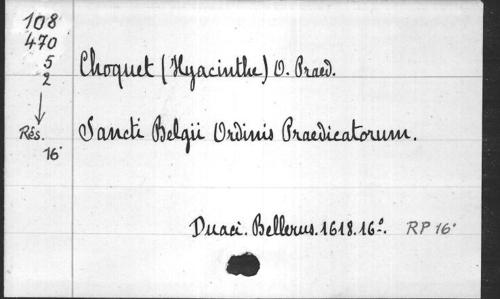 108
470
5
2
Choquet (Hyacinthe) O. Praed.
↓
Rés.
16°
Sancti Belgii Ordinis Praedicatorum.
Duaci. Bellerus. 1618. 16°. RP 16°